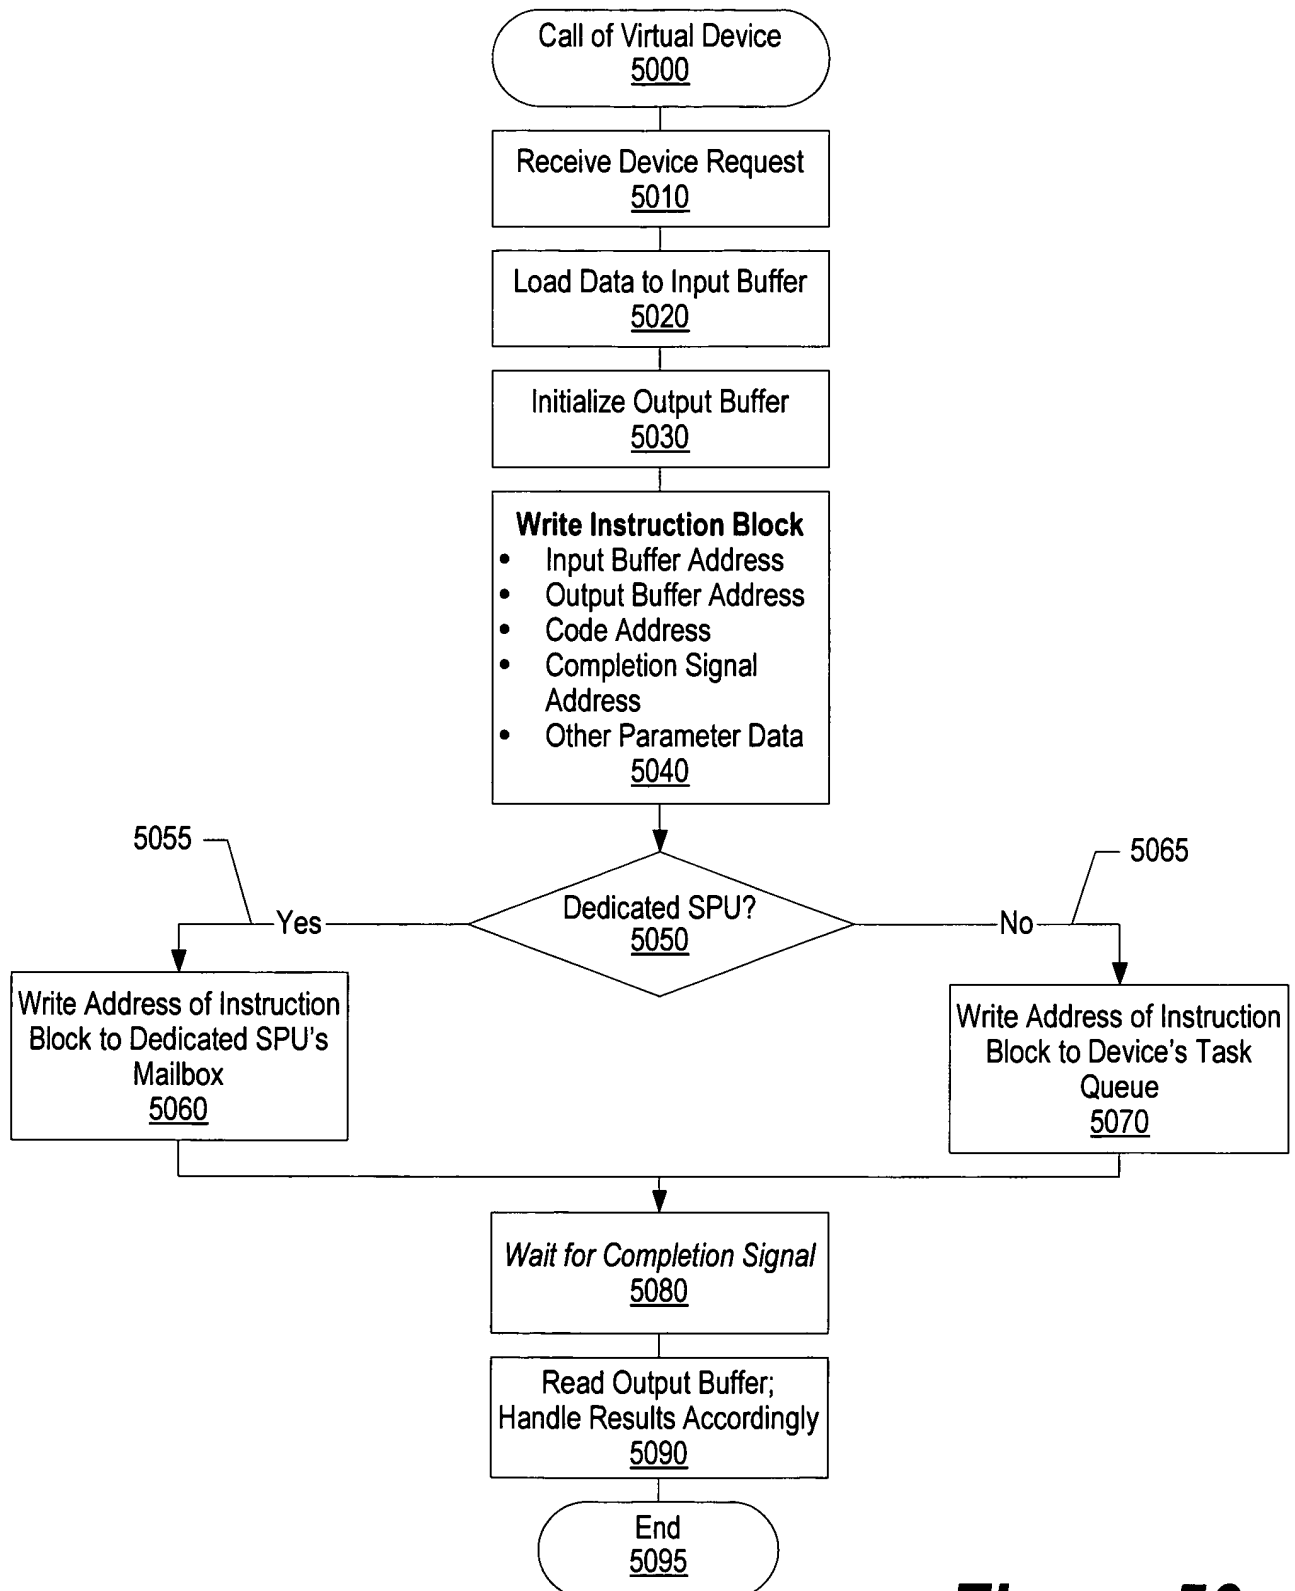 Call of Virtual Device
5000
Receive Device Request
5010
Load Data to Input Buffer
5020
Initialize Output Buffer
5030
Write Instruction Block
• Input Buffer Address
• Output Buffer Address
• Code Address
• Completion Signal
Address
• Other Parameter Data
5040
5055
5065
Dedicated SPU?
5050
Yes
No
Write Address of Instruction
Block to Dedicated SPU's
Mailbox
5060
Write Address of Instruction
Block to Device's Task
Queue
5070
Wait for Completion Signal
5080
Read Output Buffer;
Handle Results Accordingly
5090
End
5095